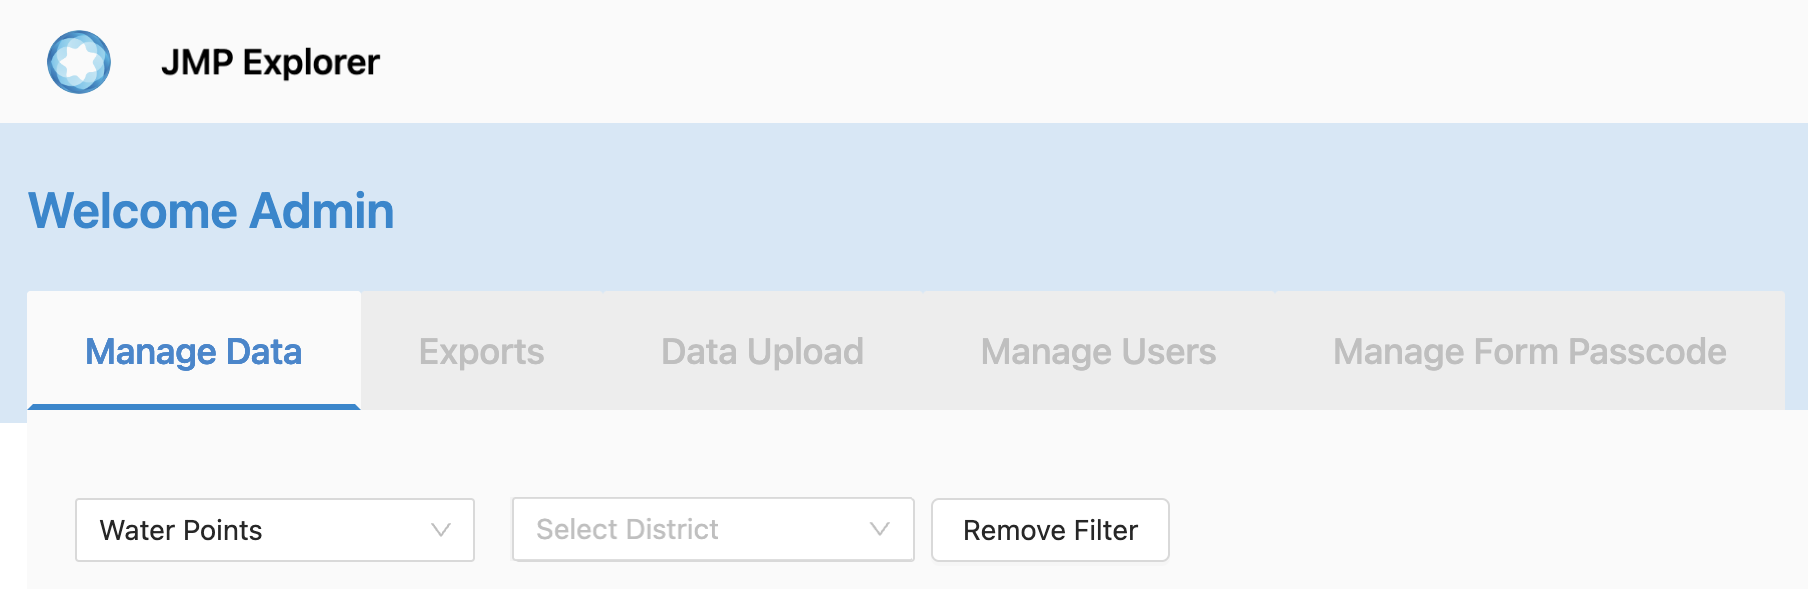 JMP Explorer
Welcome Admin
Manage Data Exports Data Upload Manage Users Manage Form Passcode
Water Points Select District Remove Filter